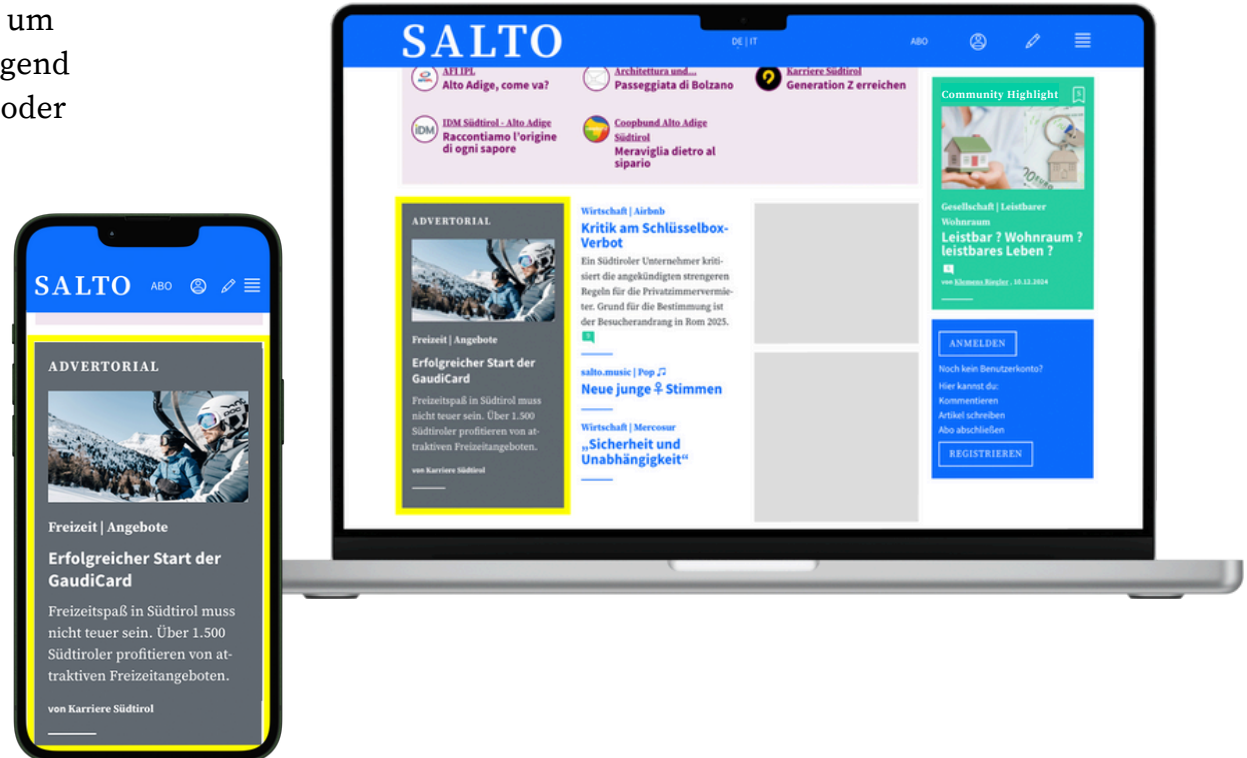 um
gend
oder
SALTO
DE | IT
ABO
AFI IPL
Alto Adige, come va?
Architettura und...
Passeggiata di Bolzano
Karriere Südtirol
Generation Z erreichen
IDM Südtirol - Alto Adige
Raccontiamo l'origine
di ogni sapore
Coopbund Alto Adige
Südtirol
Meraviglia dietro al
sipario
iDM
ADVERTORIAL
Freizeit | Angebote
Erfolgreicher Start der
GaudiCard
Freizeitspaß in Südtirol muss
nicht teuer sein. Über 1.500
Südtiroler profitieren von at-
traktiven Freizeitangeboten.
von Karriere Südtirol
Wirtschaft | Airbnb
Kritik am Schlüsselbox-
Verbot
Ein Südtiroler Unternehmer kriti-
siert die angekündigten strengeren
Regeln für die Privatzimmervermie-
ter. Grund für die Bestimmung ist
der Besucherandrang in Rom 2025.
salto.music | Pop
Neue junge ♀ Stimmen
Wirtschaft | Mercosur
„Sicherheit und
Unabhängigkeit“
Community Highlight
Gesellschaft | Leistbarer
Wohnraum
Leistbar ? Wohnraum ?
leistbares Leben ?
von Klemens Riegler , 10.12.2024
ANMELDEN
Noch kein Benutzerkonto?
Hier kannst du:
Kommentieren
Artikel schreiben
Abo abschließen
REGISTRIEREN
SALTO
ABO
ADVERTORIAL
Freizeit | Angebote
Erfolgreicher Start der
GaudiCard
Freizeitspaß in Südtirol muss
nicht teuer sein. Über 1.500
Südtiroler profitieren von at-
traktiven Freizeitangeboten.
von Karriere Südtirol